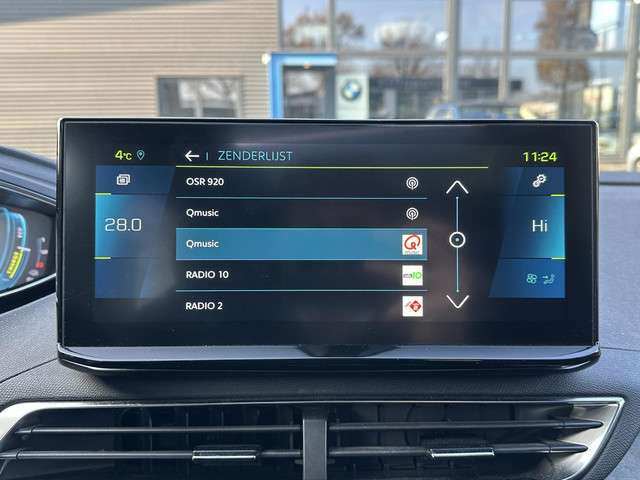 4°C
ZENDERLIJST
11:24
OSR 920
28.0
Qmusic
Hi
Qmusic
RADIO 10
RADIO 2